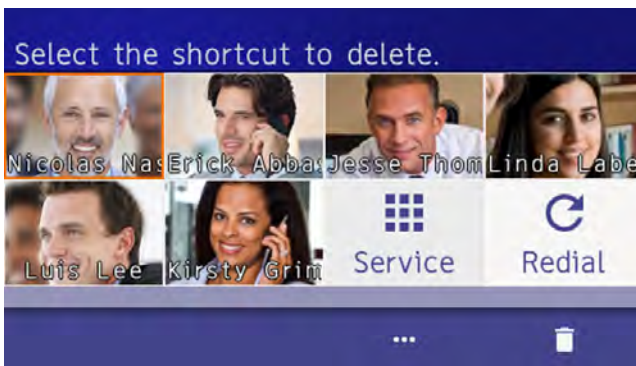 Select the shortcut to delete.
Nicolas Nas Erick Abba Jesse Thom Linda Labe
Luis Lee Kirsty Grim Service Redial